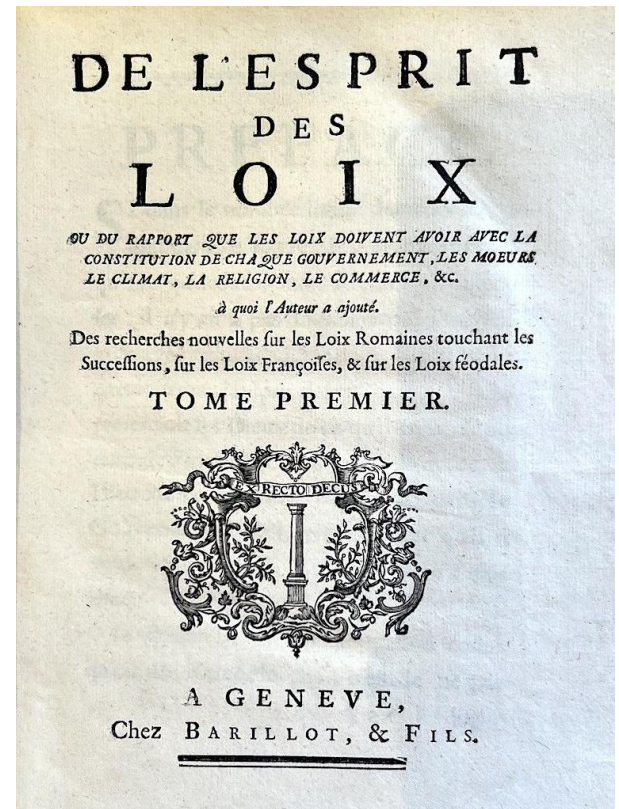 DE L'ESPRIT
DES
LOIX
OU DU RAPPORT QUE LES LOIX DOIVENT AVOIR AVEC LA
CONSTITUTION DE CHAQUE GOUVERNEMENT, LES MOEURS,
LE CLIMAT, LA RELIGION, LE COMMERCE, &c.
à quoi l'Auteur a ajouté.
Des recherches nouvelles ſur les Loix Romaines touchant les
Succeſſions, ſur les Loix Françoiſes, & ſur les Loix féodales.
TOME PREMIER.
EX RECTO DECUS
A GENEVE,
Chez BARILLOT, & FILS.